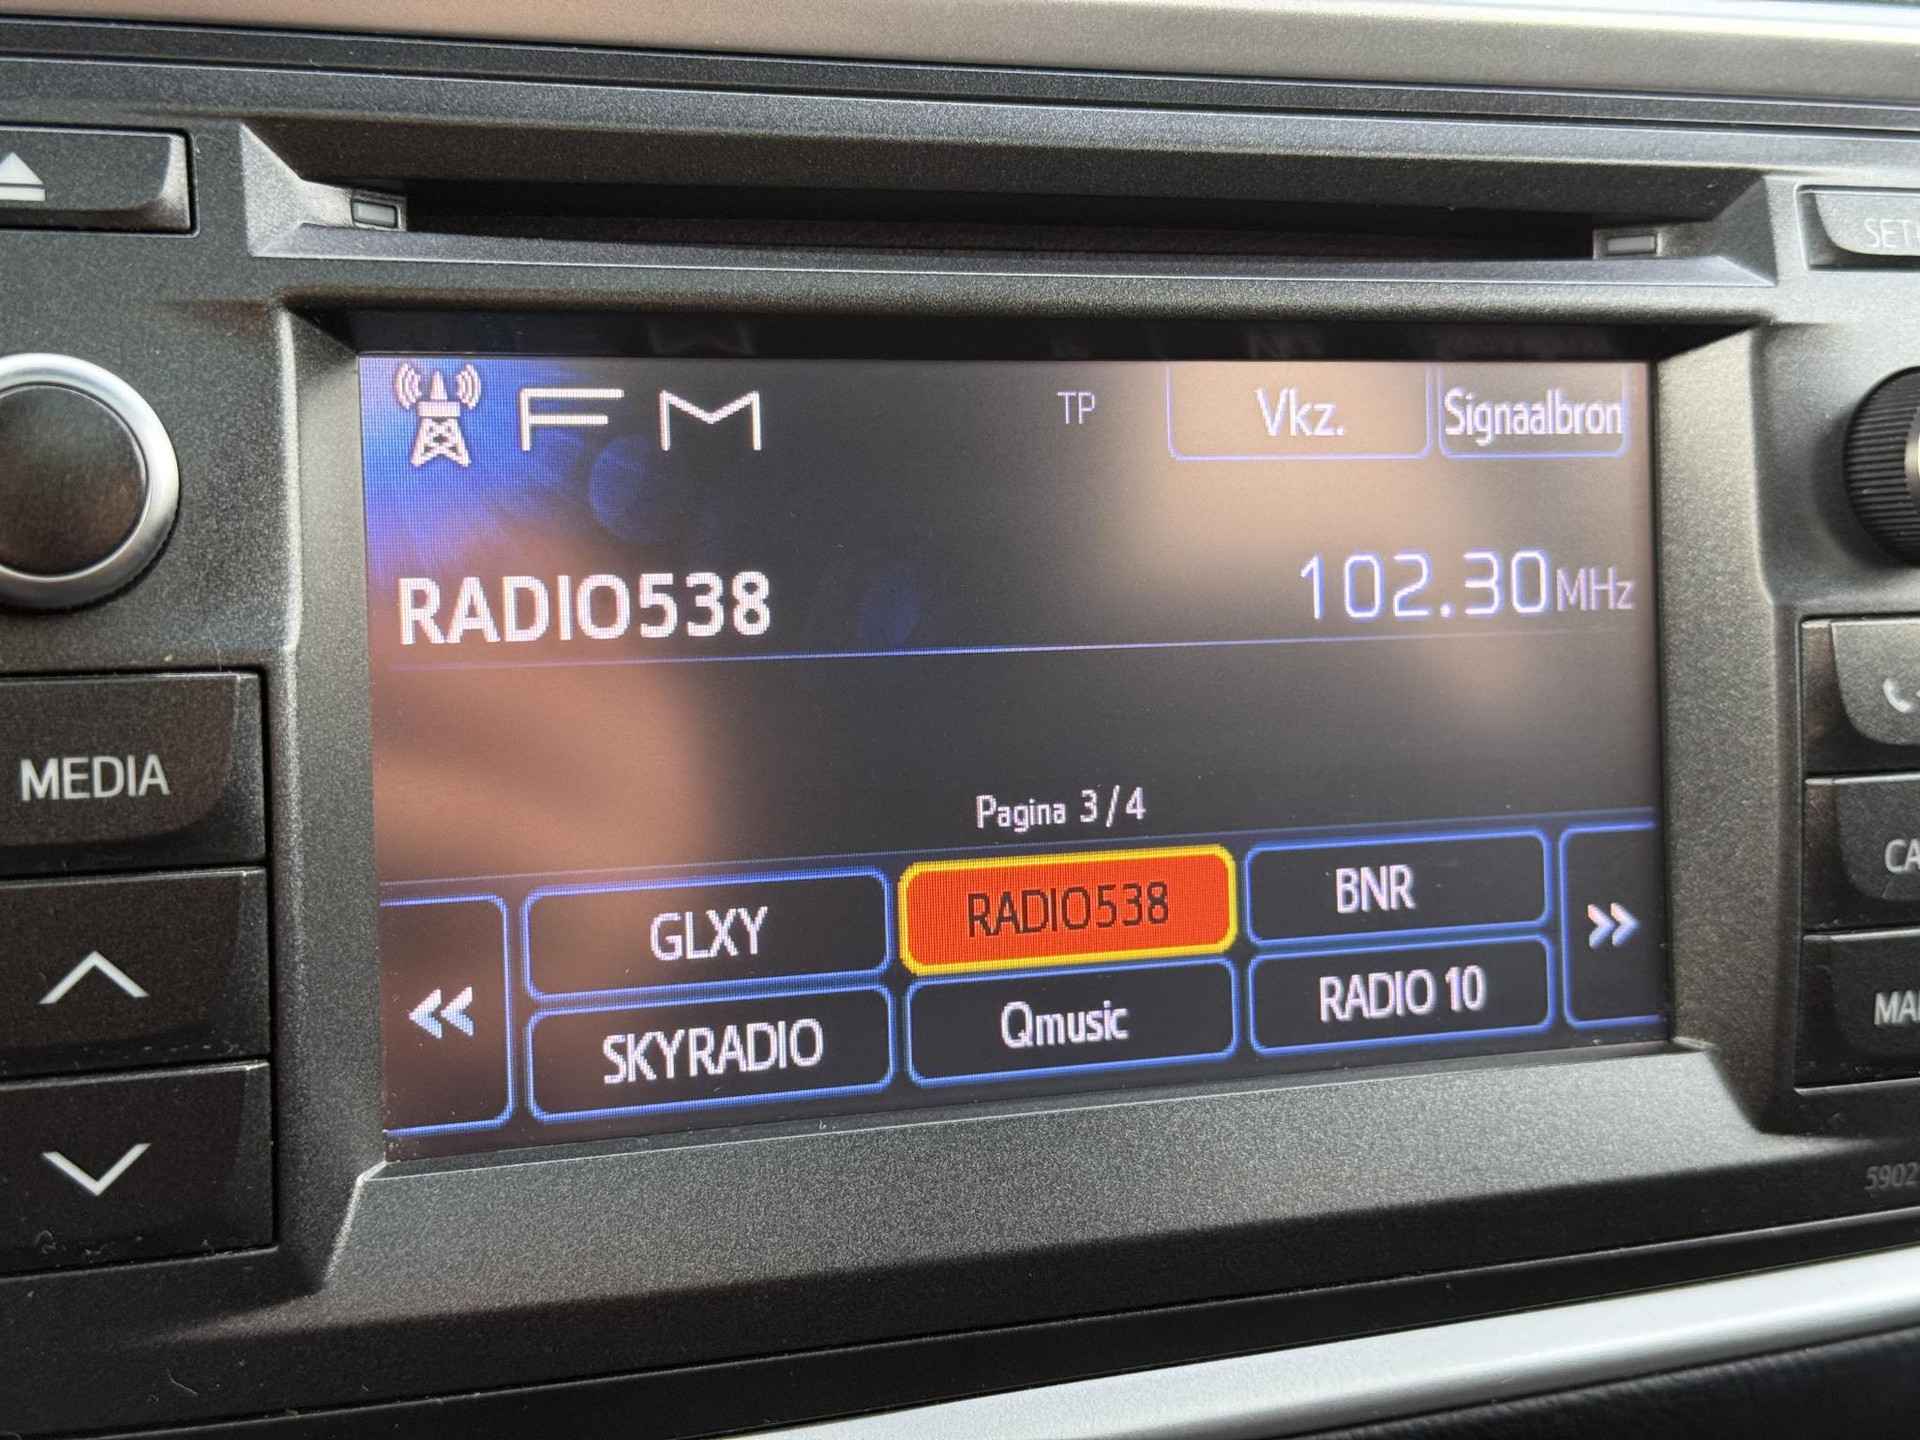 FM TP Vkz. Signaalbron
RADIO538 102.30MHz
MEDIA
Pagina 3/4
GLXY RADIO538 BNR
SKYRADIO Qmusic RADIO 10